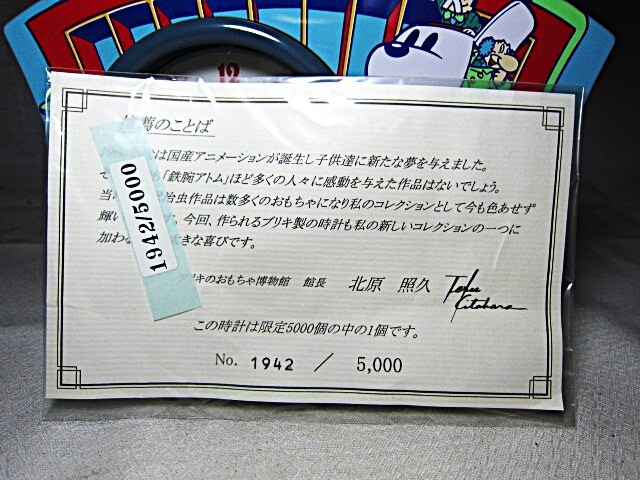 12
のことば
は国産アニメーションが誕生し子供達に新たな夢を与えました。
「鉄腕アトム」ほど多くの人々に感動を与えた作品はないでしょう。
当 治虫作品は数多くのおもちゃになり私のコレクションとして今も色あせず
輝い 。今回、作られるブリキ製の時計も私の新しいコレクションの一つに
加わ きな喜びです。
キのおもちゃ博物館 館長 北原 照久 Teru Kitahara
この時計は限定5000個の中の1個です。
No. 1942 / 5,000
1942/5000